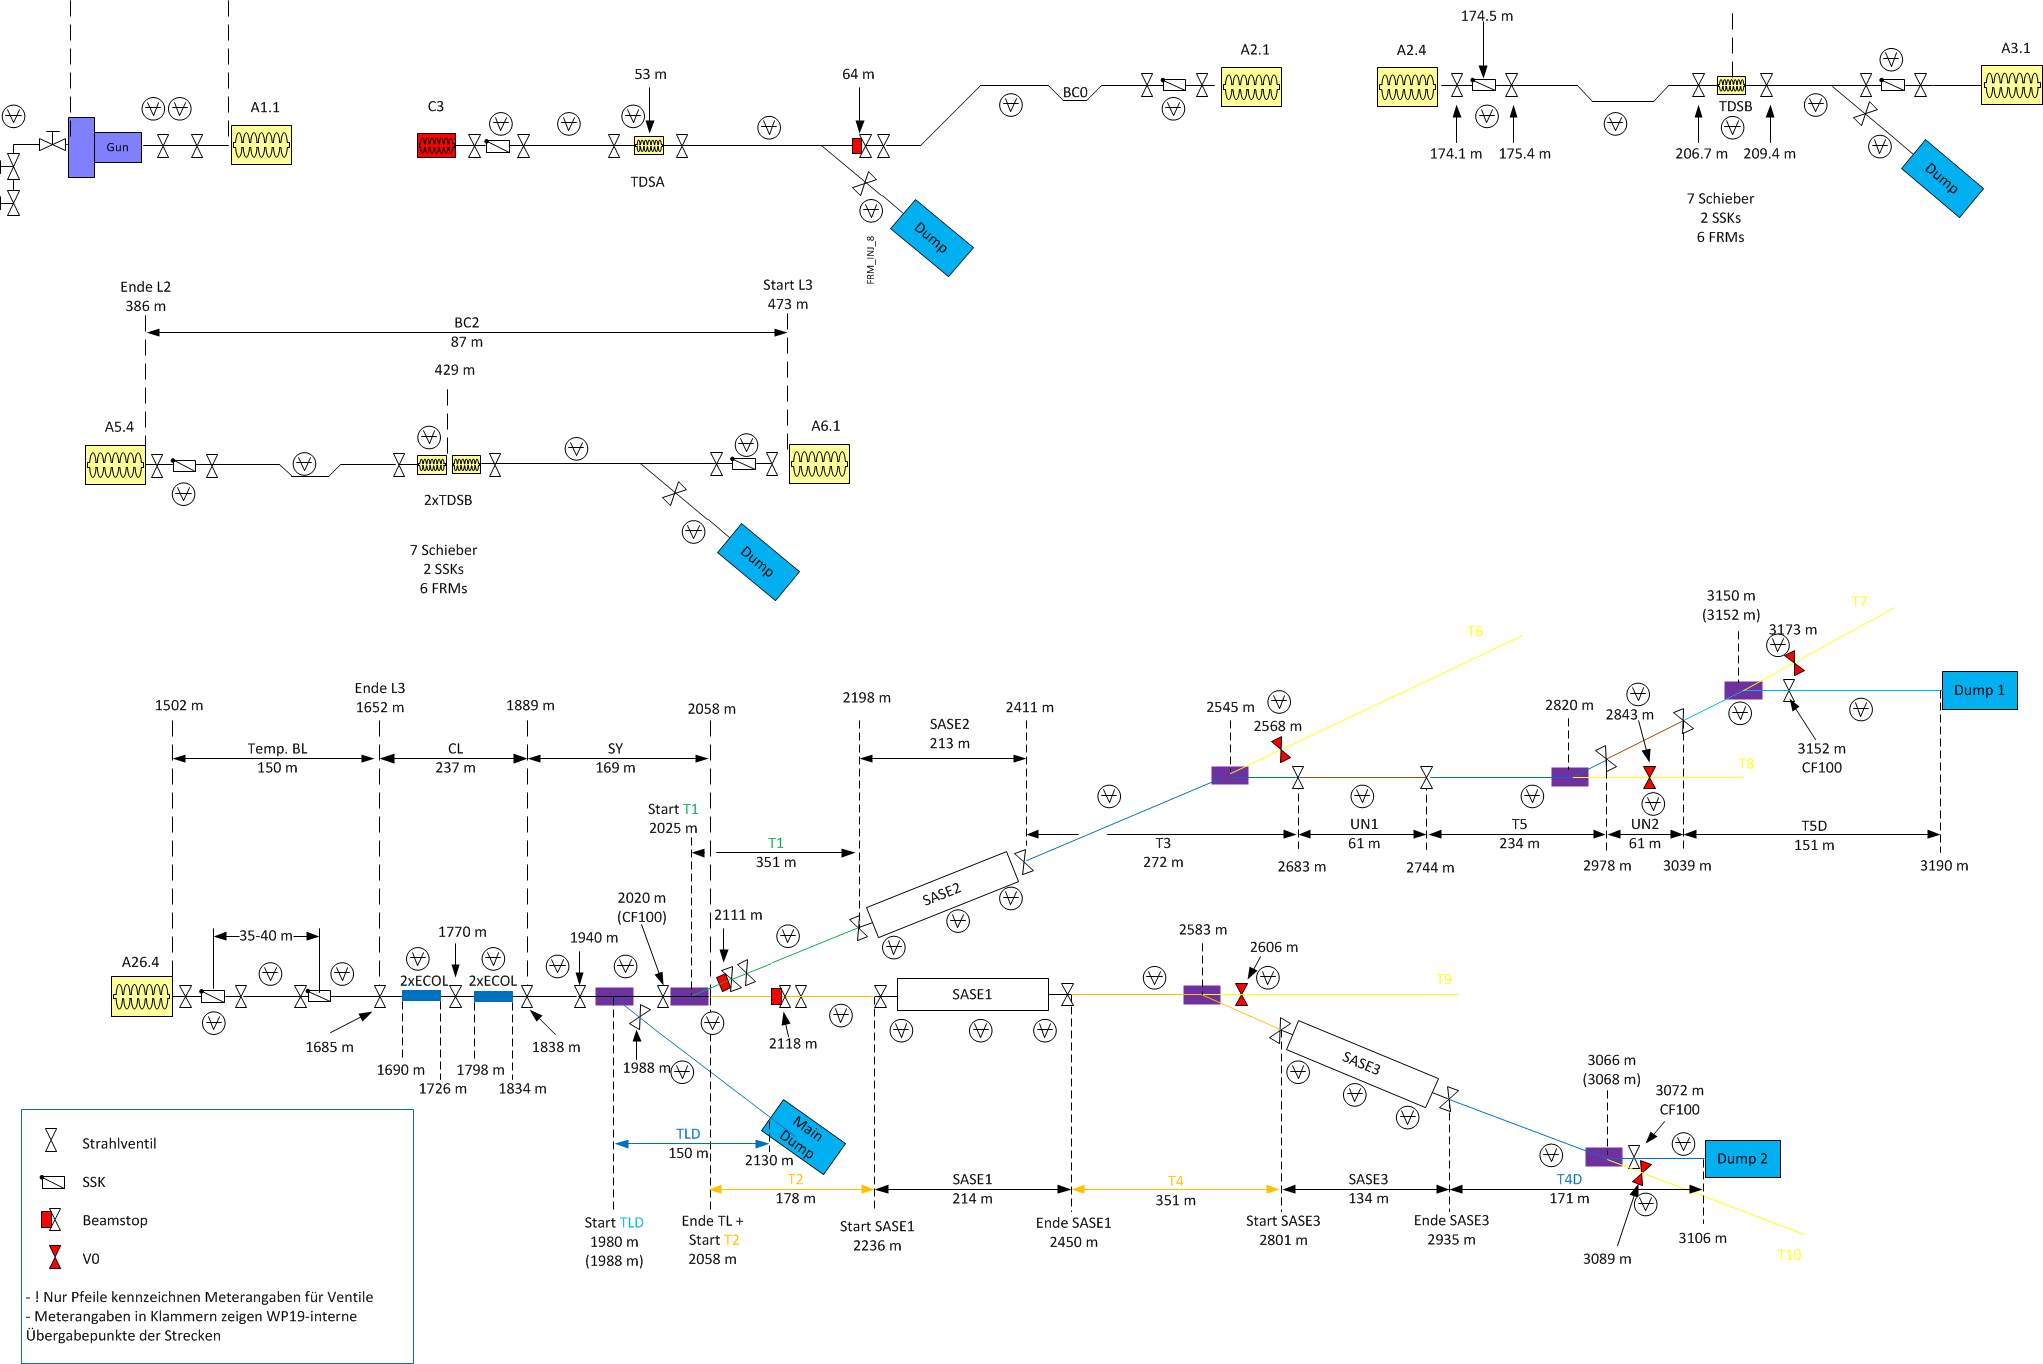 Gun
A1.1
C3
53 m
TDSA
64 m
FRM_INJ_8
Dump
BC0
A2.1
A2.4
174.5 m
174.1 m
175.4 m
206.7 m
209.4 m
TDSB
7 Schieber
2 SSKs
6 FRMs
Dump
A3.1
Ende L2
386 m
BC2
87 m
Start L3
473 m
429 m
A5.4
A6.1
2xTDSB
7 Schieber
2 SSKs
6 FRMs
Dump
3150 m
(3152 m)
T7
3173 m
T6
Dump 1
1502 m
Ende L3
1652 m
1889 m
2058 m
2198 m
SASE2
213 m
2411 m
2545 m
2568 m
2820 m
2843 m
3152 m
CF100
T8
Temp. BL
150 m
CL
237 m
SY
169 m
Start T1
2025 m
T1
351 m
T3
272 m
UN1
61 m
T5
234 m
UN2
61 m
T5D
151 m
2683 m
2744 m
2978 m
3039 m
3190 m
SASE2
2020 m
(CF100)
2111 m
35-40 m
1770 m
1940 m
A26.4
2xECOL
2xECOL
2583 m
2606 m
T9
SASE1
1685 m
1690 m
1726 m
1798 m
1834 m
1838 m
1988 m
2118 m
SASE3
3066 m
(3068 m)
3072 m
CF100
Main
Dump
TLD
150 m
2130 m
Dump 2
T2
178 m
SASE1
214 m
T4
351 m
SASE3
134 m
T4D
171 m
Start TLD
1980 m
(1988 m)
Ende TL +
Start T2
2058 m
Start SASE1
2236 m
Ende SASE1
2450 m
Start SASE3
2801 m
Ende SASE3
2935 m
3089 m
3106 m
T10
Strahlventil
SSK
Beamstop
V0
- ! Nur Pfeile kennzeichnen Meterangaben für Ventile
- Meterangaben in Klammern zeigen WP19-interne
Übergabepunkte der Strecken